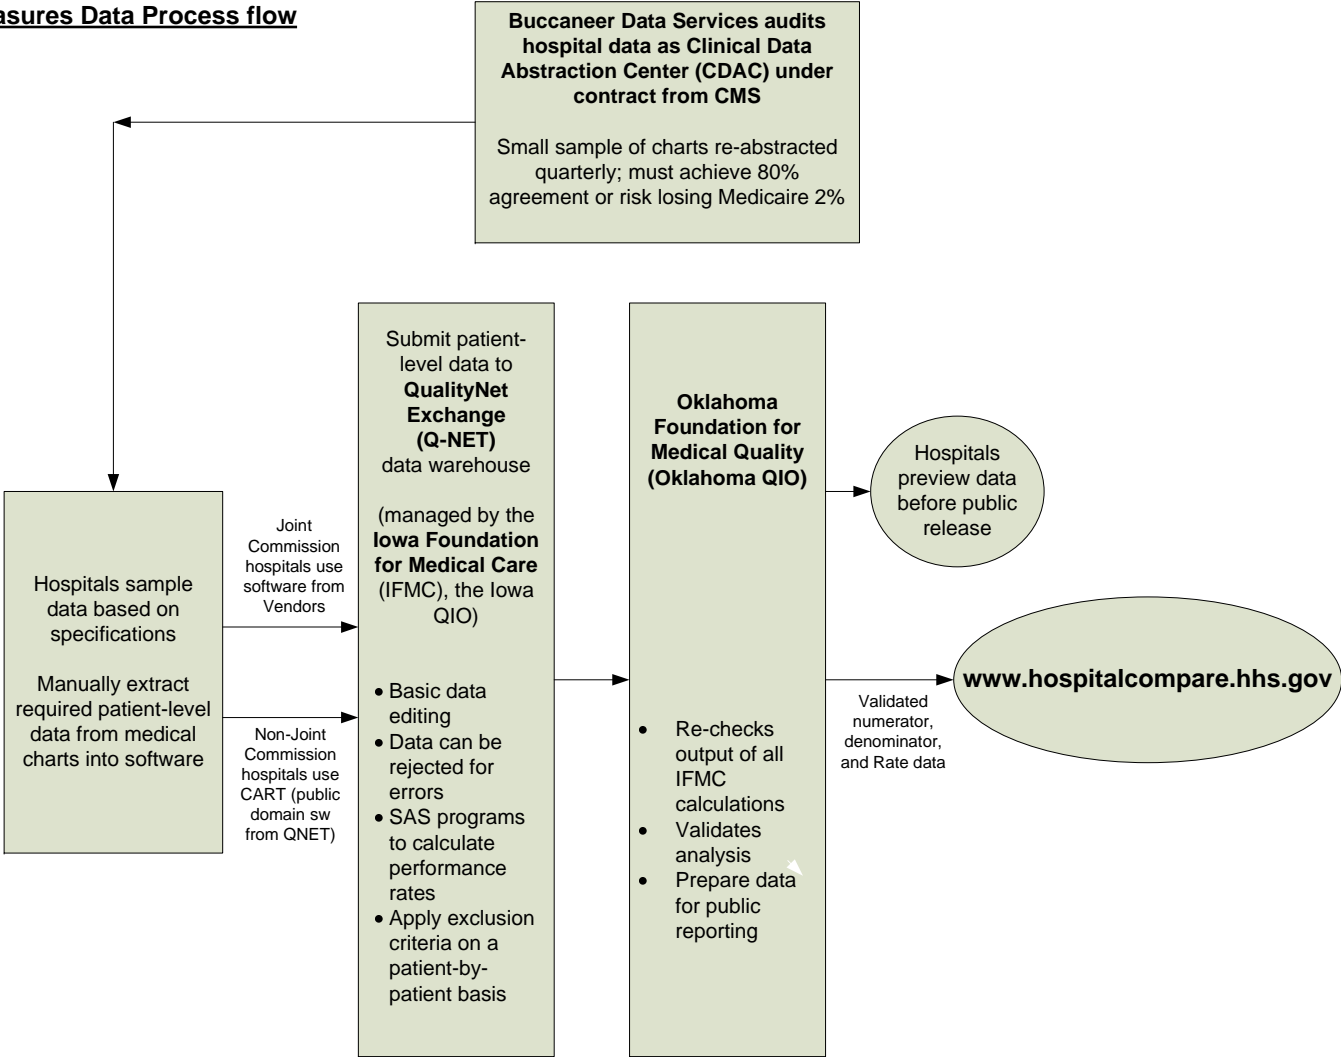 asures Data Process flow
Buccaneer Data Services audits
hospital data as Clinical Data
Abstraction Center (CDAC) under
contract from CMS
Small sample of charts re-abstracted
quarterly; must achieve 80%
agreement or risk losing Medicaire 2%
Hospitals sample
data based on
specifications
Manually extract
required patient-level
data from medical
charts into software
Joint
Commission
hospitals use
software from
Vendors
Non-Joint
Commission
hospitals use
CART (public
domain sw
from QNET)
Submit patient-
level data to
QualityNet
Exchange
(Q-NET)
data warehouse
(managed by the
Iowa Foundation
for Medical Care
(IFMC), the Iowa
QIO)
• Basic data
editing
• Data can be
rejected for
errors
• SAS programs
to calculate
performance
rates
• Apply exclusion
criteria on a
patient-by-
patient basis
Oklahoma
Foundation for
Medical Quality
(Oklahoma QIO)
• Re-checks
output of all
IFMC
calculations
• Validates
analysis
• Prepare data
for public
reporting
Hospitals
preview data
before public
release
Validated
numerator,
denominator,
and Rate data
www.hospitalcompare.hhs.gov